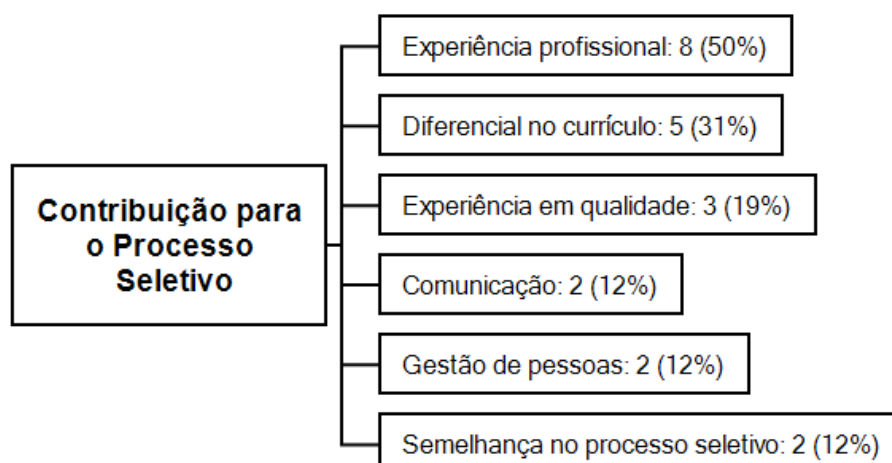 Contribuição para
o Processo
Seletivo
Experiência profissional: 8 (50%)
Diferencial no currículo: 5 (31%)
Experiência em qualidade: 3 (19%)
Comunicação: 2 (12%)
Gestão de pessoas: 2 (12%)
Semelhança no processo seletivo: 2 (12%)